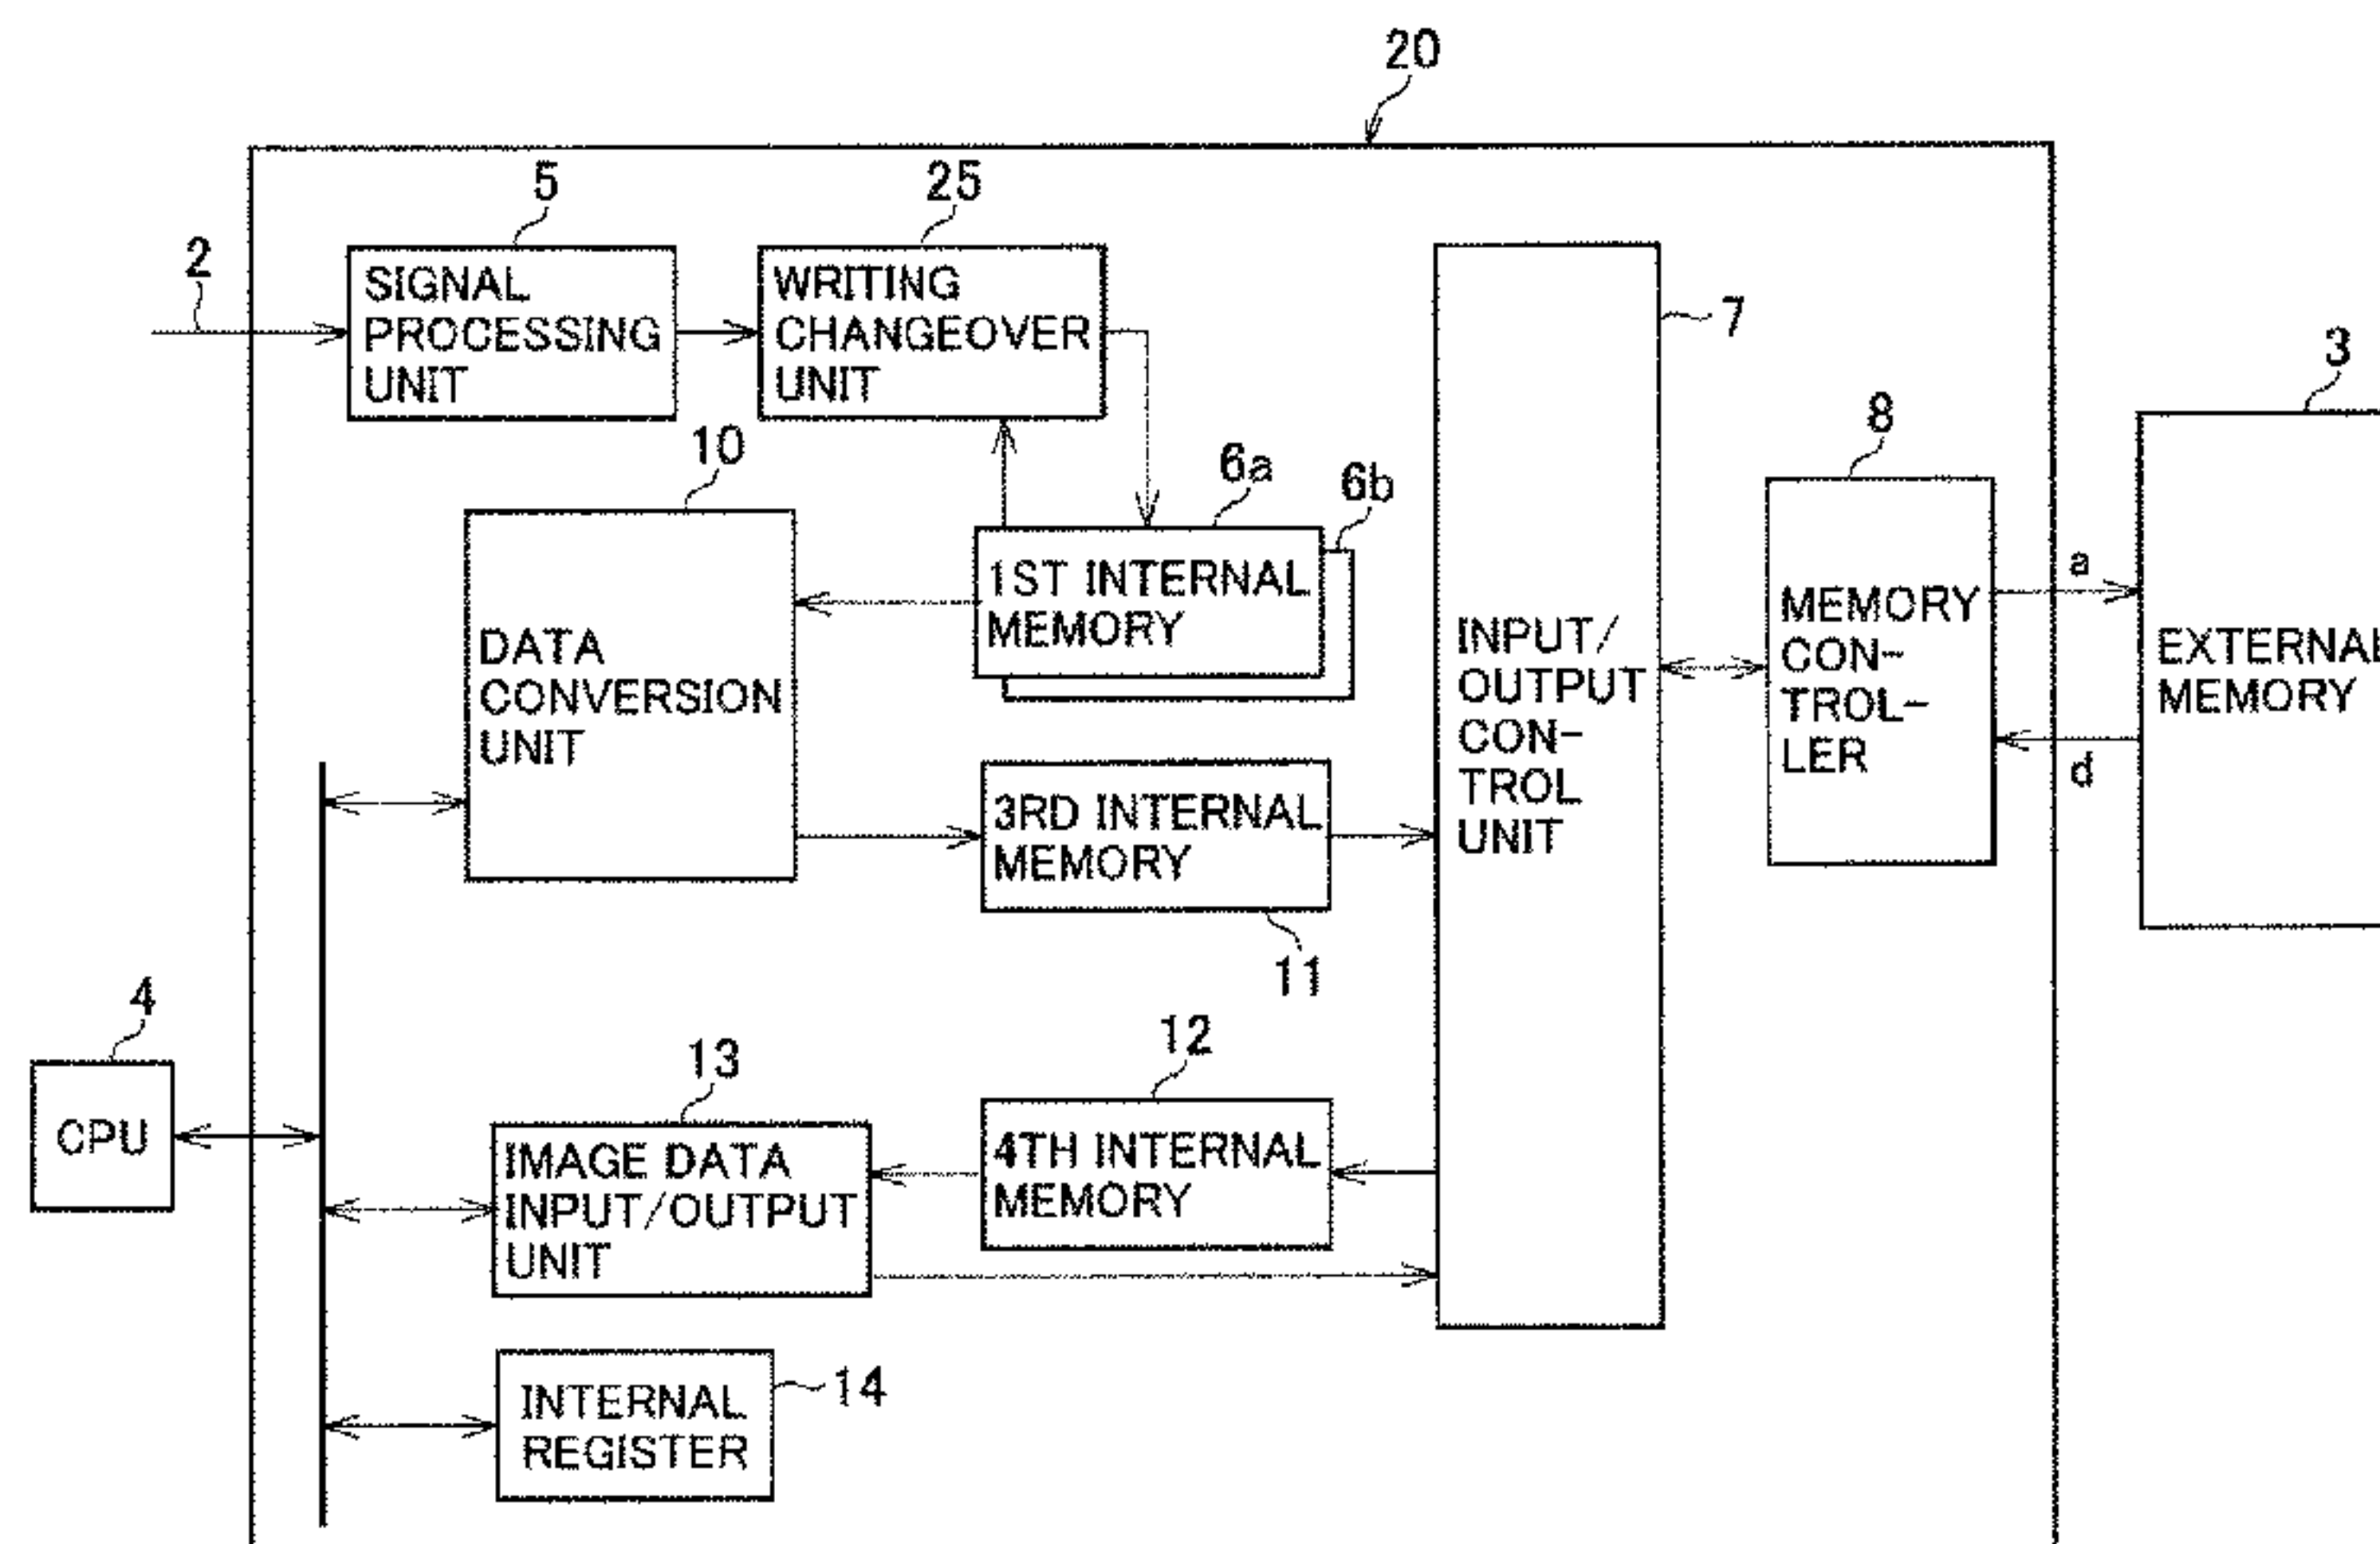 20
5
25
2
SIGNAL
PROCESSING
UNIT
WRITING
CHANGEOVER
UNIT
7
3
10
6a
6b
8
DATA
CONVERSION
UNIT
1ST INTERNAL
MEMORY
INPUT/
OUTPUT
CON-
TROL
UNIT
MEMORY
CON-
TROL-
LER
a
d
EXTERNAL
MEMORY
3RD INTERNAL
MEMORY
11
4
CPU
13
12
IMAGE DATA
INPUT/OUTPUT
UNIT
4TH INTERNAL
MEMORY
INTERNAL
REGISTER
14